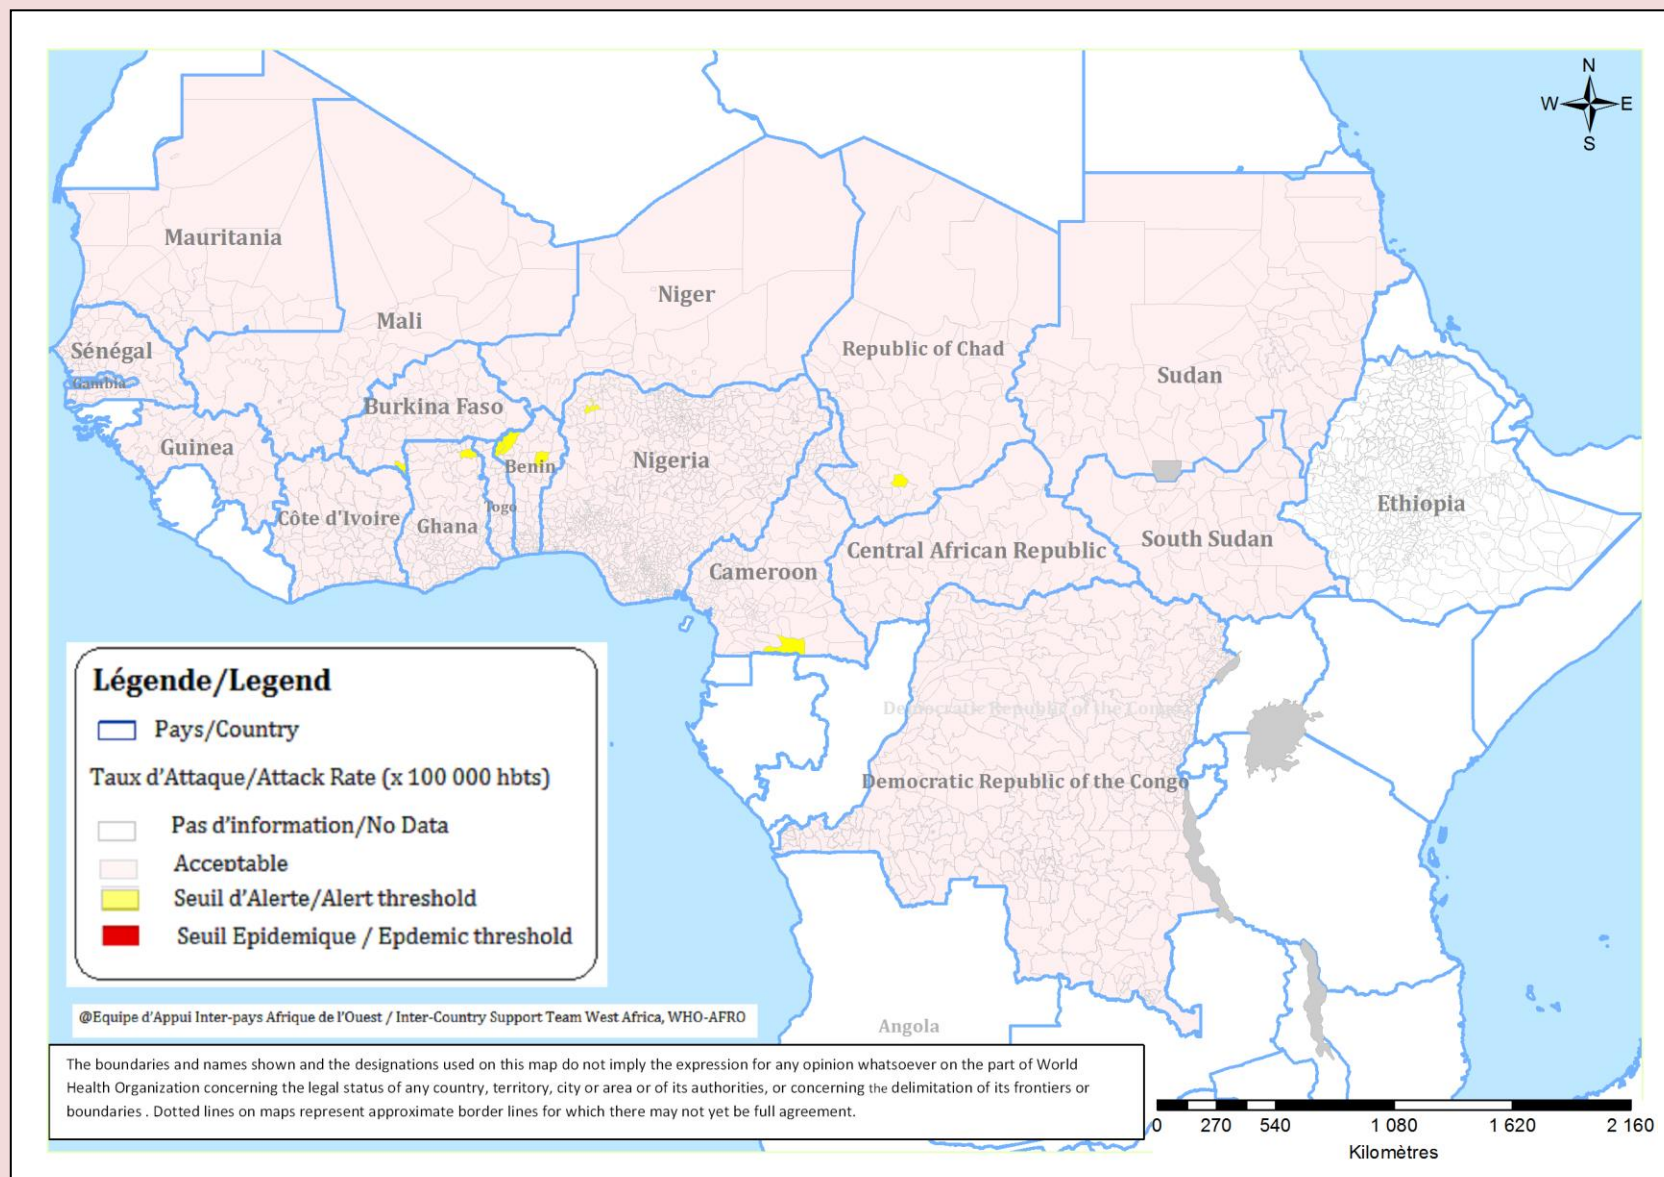 N
W E
S
Mauritania
Niger
Mali
Sénégal
Republic of Chad
Gambia
Sudan
Burkina Faso
Guinea
Benin
Nigeria
Ethiopia
Togo
Côte d'Ivoire
Ghana
South Sudan
Central African Republic
Cameroon
Democratic Republic of the Congo
Democratic Republic of the Congo
Angola
Légende/Legend
Pays/Country
Taux d'Attaque/Attack Rate (x 100 000 hbts)
Pas d'information/No Data
Acceptable
Seuil d'Alerte/Alert threshold
Seuil Epidemique / Epdemic threshold
@Equipe d'Appui Inter-pays Afrique de l'Ouest / Inter-Country Support Team West Africa, WHO-AFRO
The boundaries and names shown and the designations used on this map do not imply the expression for any opinion whatsoever on the part of World
Health Organization concerning the legal status of any country, territory, city or area or of its authorities, or concerning the delimitation of its frontiers or
boundaries . Dotted lines on maps represent approximate border lines for which there may not yet be full agreement.
0 270 540 1 080 1 620 2 160
Kilomètres